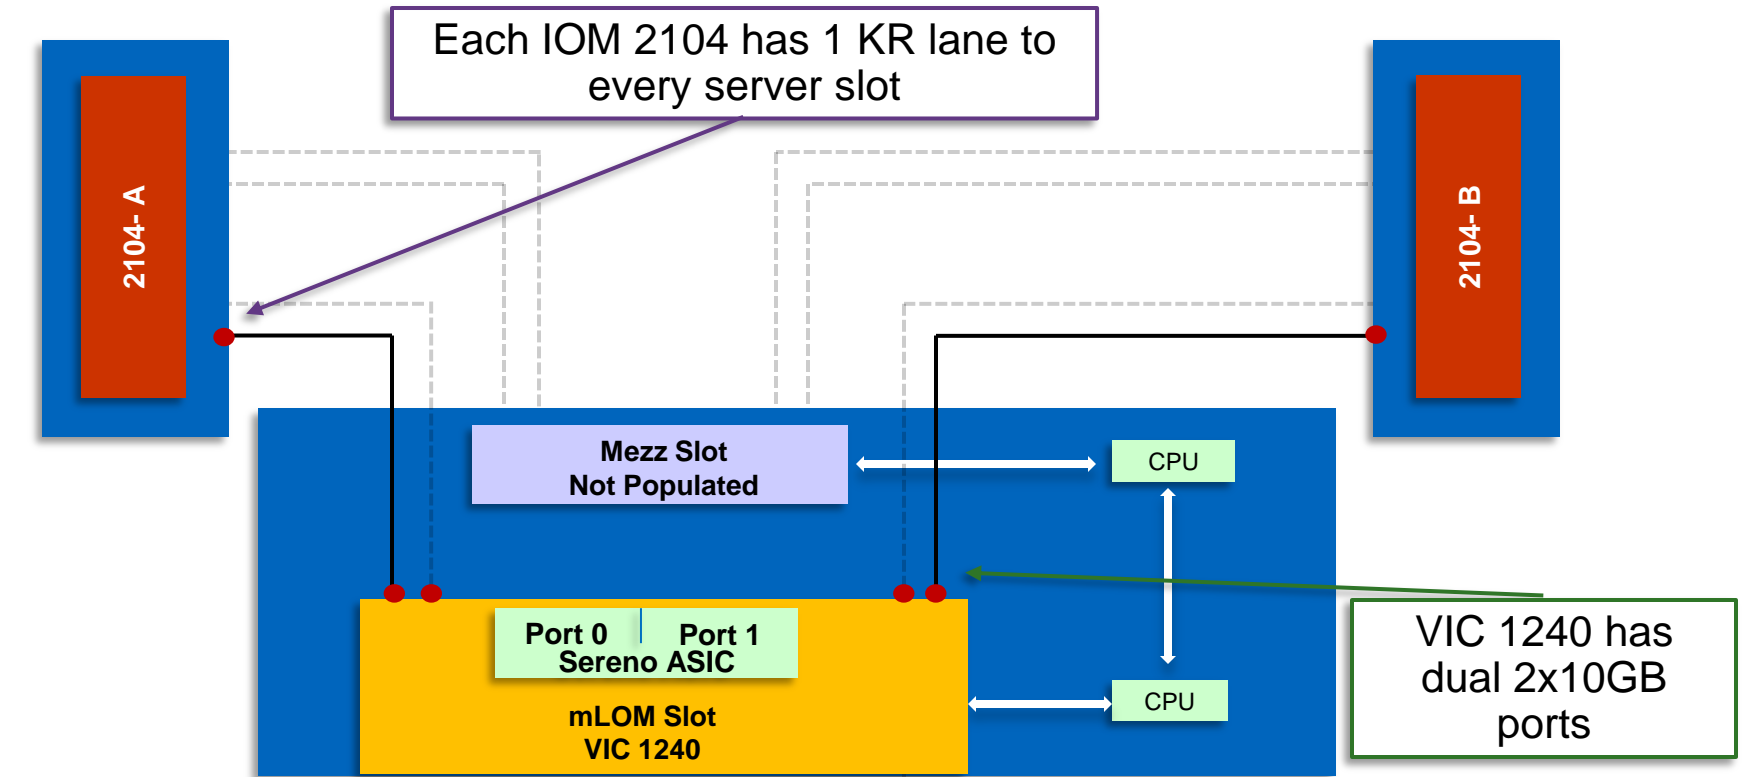 Each IOM 2104 has 1 KR lane to
every server slot
2104- A
2104- B
Mezz Slot
Not Populated
CPU
Port 0
Port 1
Sereno ASIC
mLOM Slot
VIC 1240
CPU
VIC 1240 has
dual 2x10GB
ports